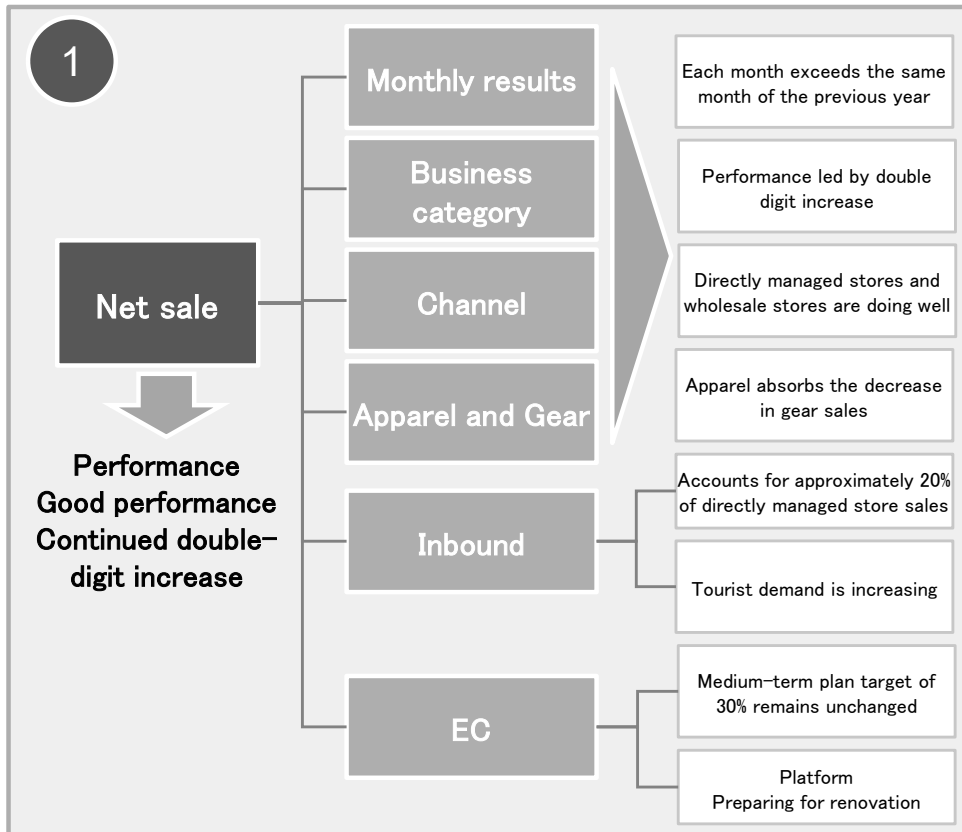 1
Net sale
Performance
Good performance
Continued double-
digit increase
Monthly results
Each month exceeds the same
month of the previous year
Business
category
Performance led by double
digit increase
Channel
Directly managed stores and
wholesale stores are doing well
Apparel and Gear
Apparel absorbs the decrease
in gear sales
Inbound
Accounts for approximately 20%
of directly managed store sales
Tourist demand is increasing
EC
Medium-term plan target of
30% remains unchanged
Platform
Preparing for renovation